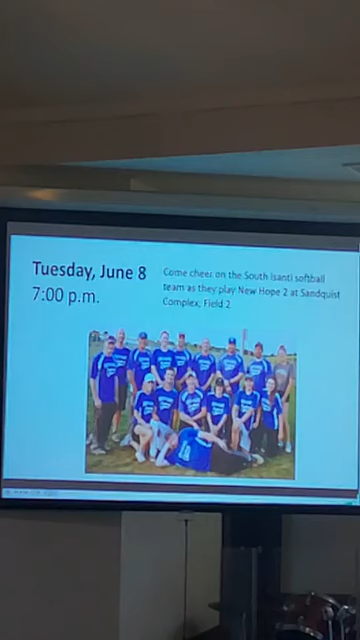 Tuesday, June 8
7:00 p.m.
Come cheer on the South Isanti softball
team as they play New Hope 2 at Sandquist
Complex, Field 2